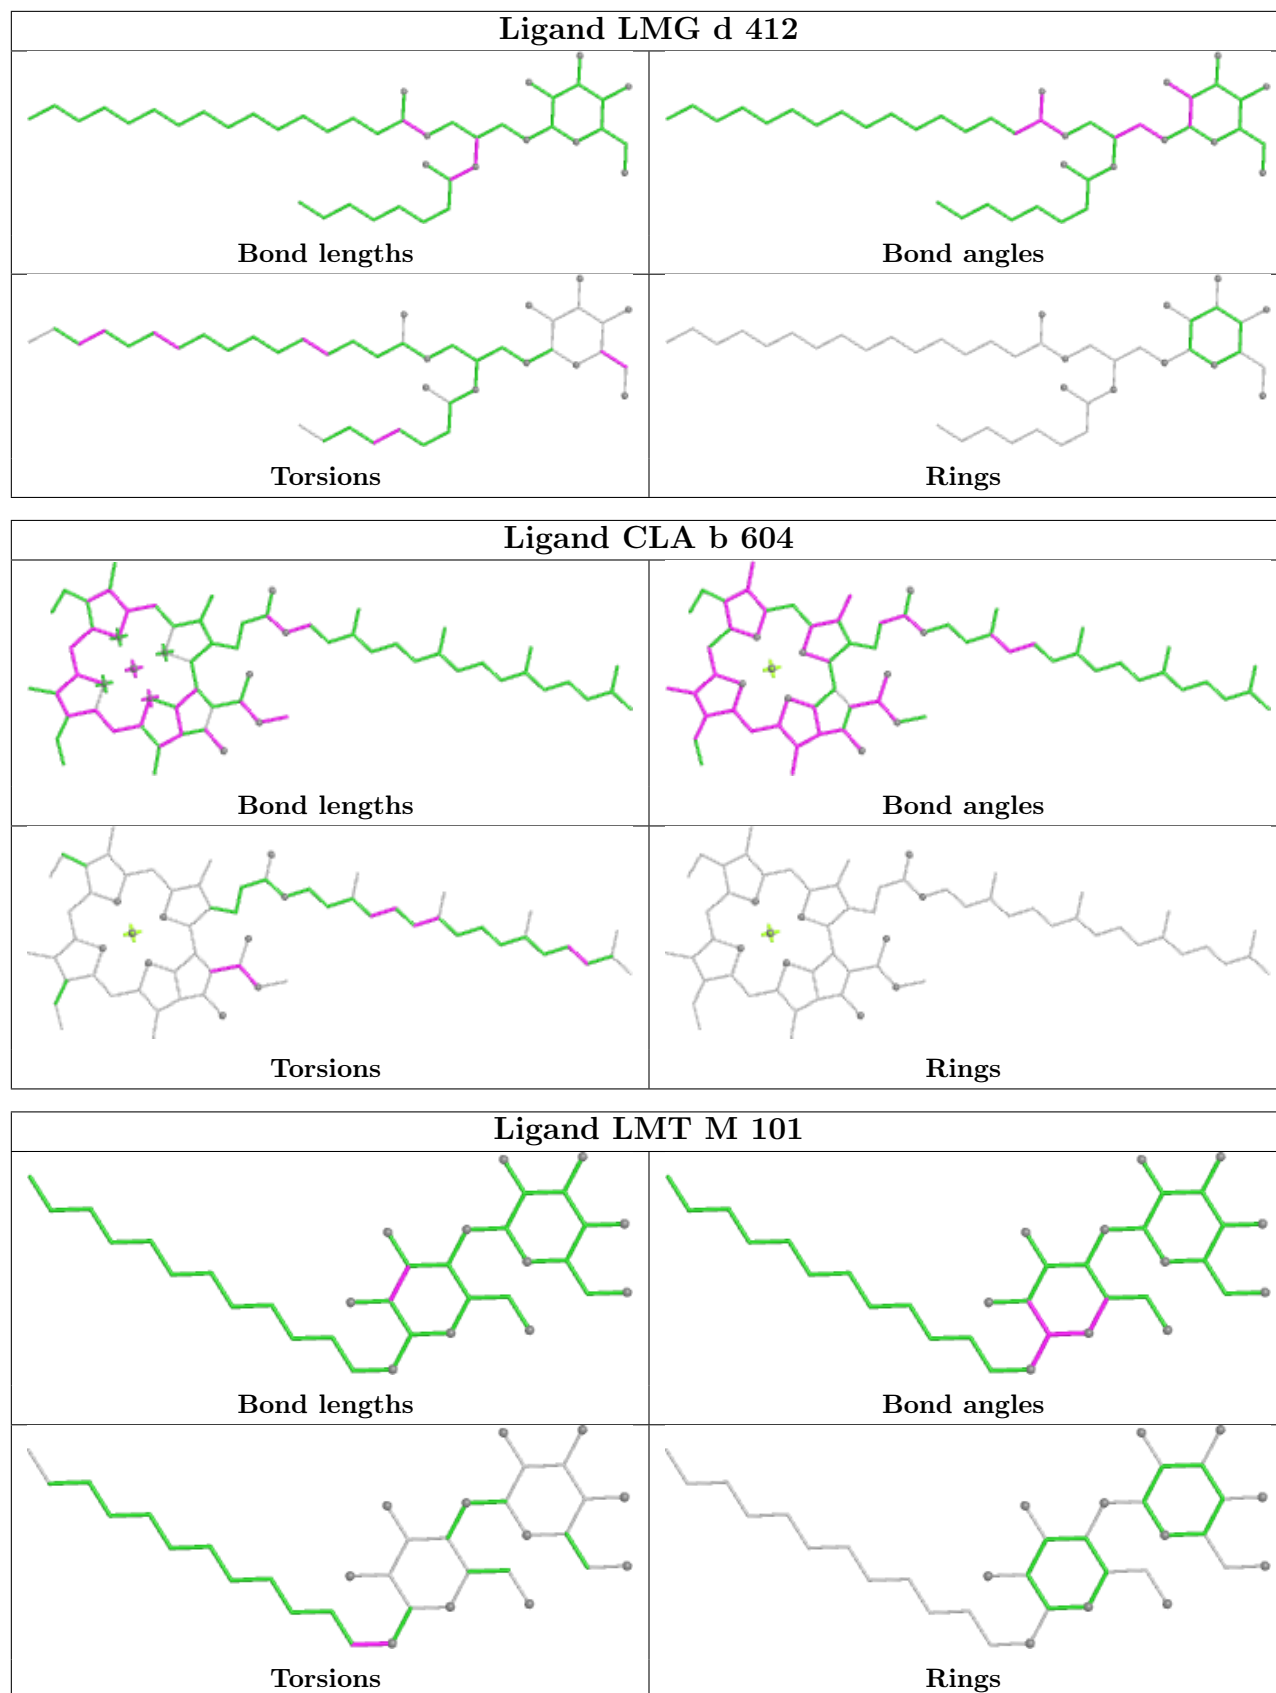 Ligand LMG d 412
Bond lengths
Bond angles
Torsions
Rings
Ligand CLA b 604
Bond lengths
Bond angles
Torsions
Rings
Ligand LMT M 101
Bond lengths
Bond angles
Torsions
Rings